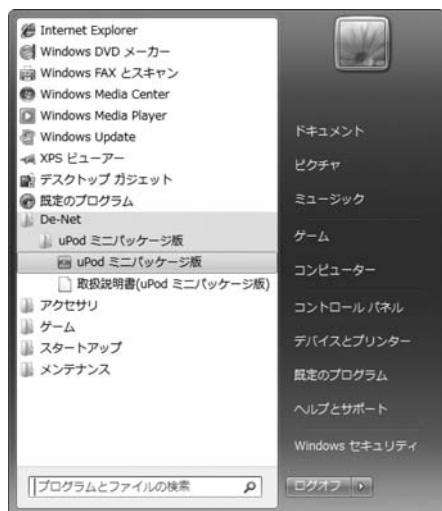 Internet Explorer
Windows DVD メーカー
Windows FAX とスキャン
Windows Media Center
Windows Media Player
Windows Update
XPS ビューアー
デスクトップ ガジェット
既定のプログラム
De-Net
uPod ミニパッケージ版
uPod ミニパッケージ版
取扱説明書(uPod ミニパッケージ版)
アクセサリ
ゲーム
スタートアップ
メンテナンス
プログラムとファイルの検索
ドキュメント
ピクチャ
ミュージック
ゲーム
コンピューター
コントロール パネル
デバイスとプリンター
既定のプログラム
ヘルプとサポート
Windows セキュリティ
ログオフ